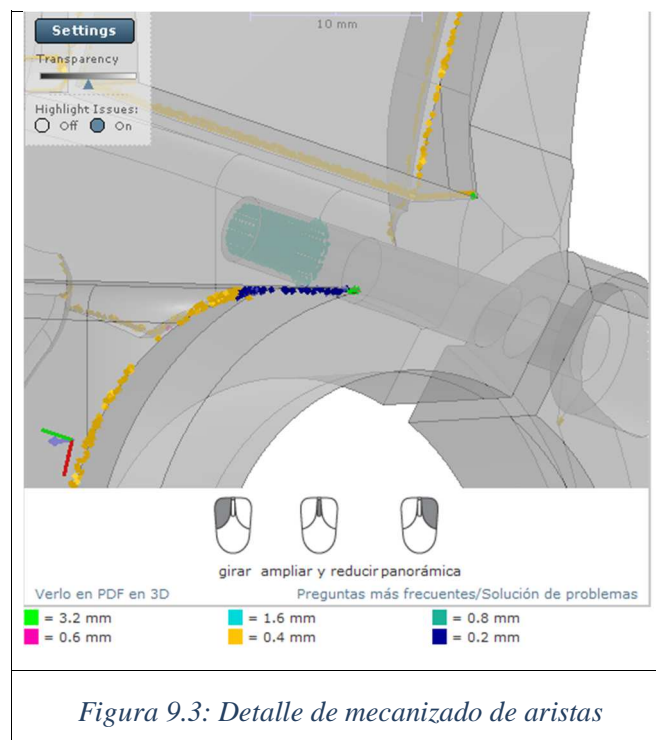 10 mm
Settings
Transparency
Highlight Issues:
Off On
girar ampliar y reducir panorámica
Verlo en PDF en 3D Preguntas más frecuentes/Solución de problemas
= 3.2 mm = 1.6 mm = 0.8 mm
= 0.6 mm = 0.4 mm = 0.2 mm
Figura 9.3: Detalle de mecanizado de aristas